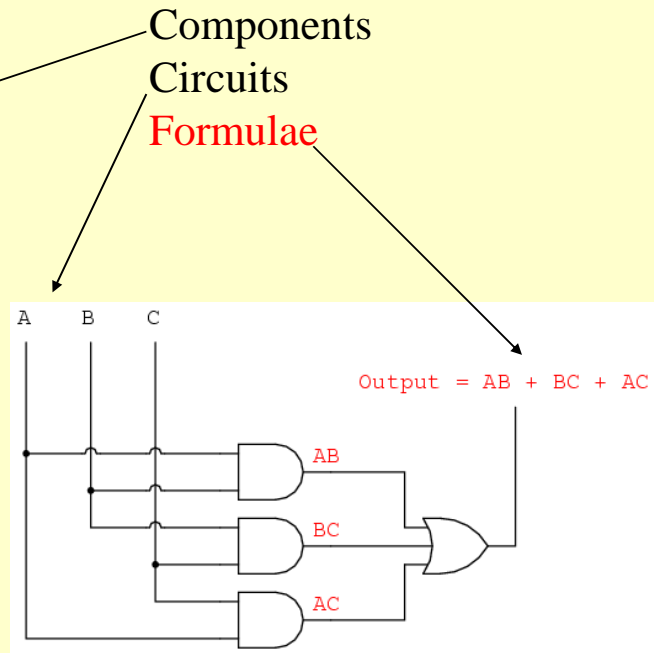 Components
Circuits
Formulae
A B C
Output = AB + BC + AC
AB
BC
AC